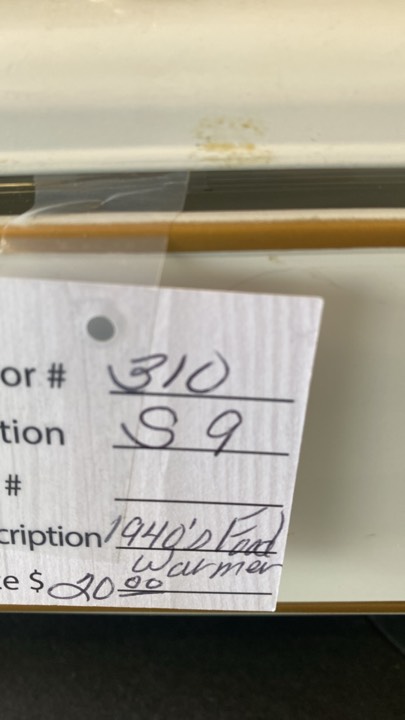 or # 310
tion S 9
#
cription 1940's Food
Warmer
e $ 20.00